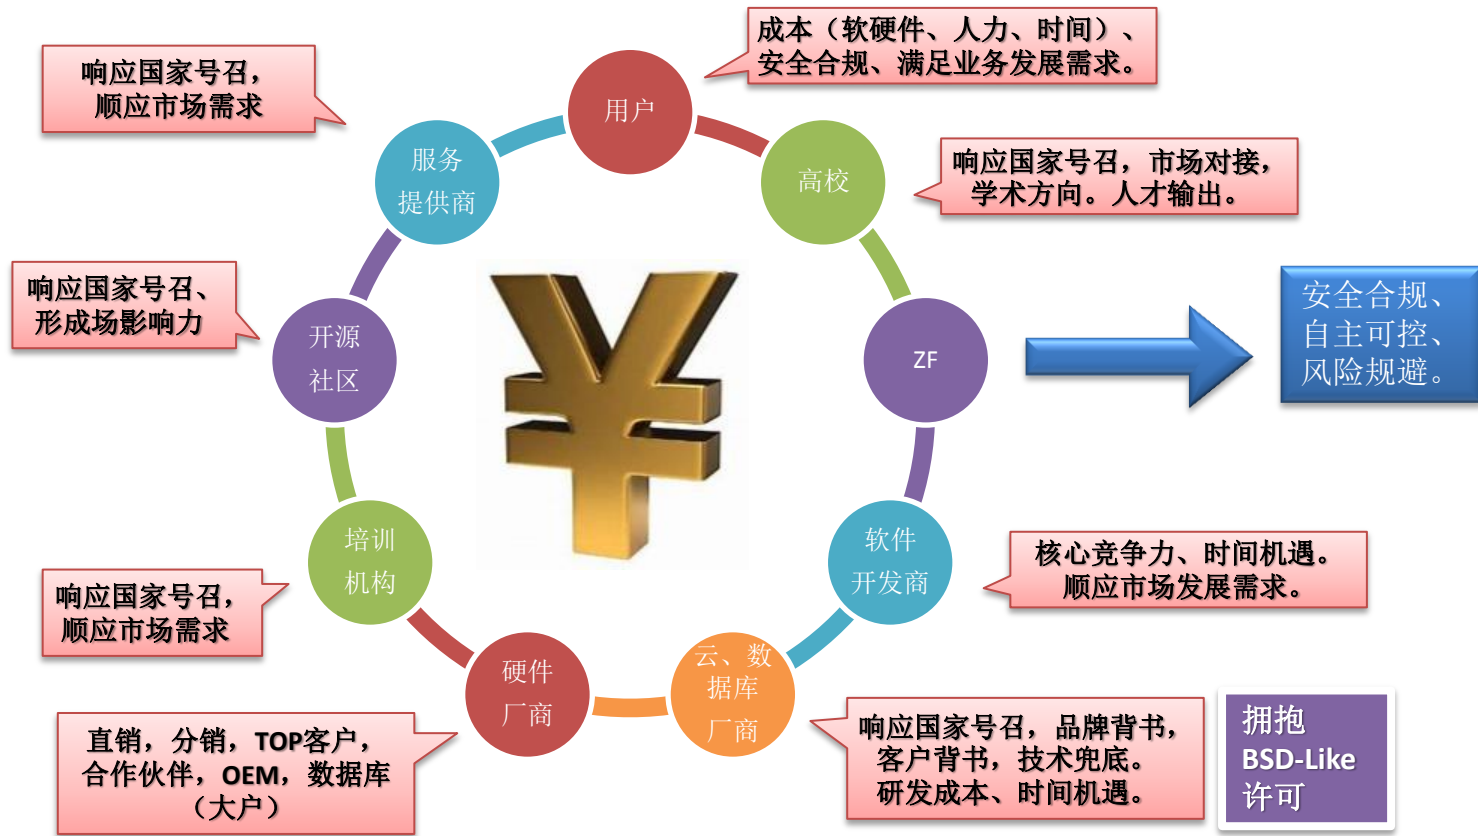 成本（软硬件、人力、时间）、
安全合规、满足业务发展需求。
响应国家号召，
顺应市场需求
用户
服务
提供商
高校
响应国家号召，市场对接，
学术方向。人才输出。
响应国家号召、
形成场影响力
开源
社区
ZF
安全合规、
自主可控、
风险规避。
培训
机构
软件
开发商
核心竞争力、时间机遇。
顺应市场发展需求。
响应国家号召，
顺应市场需求
硬件
厂商
云、数
据库
厂商
直销，分销，TOP客户，
合作伙伴，OEM，数据库
（大户）
响应国家号召，品牌背书，
客户背书，技术兜底。
研发成本、时间机遇。
拥抱
BSD-Like
许可